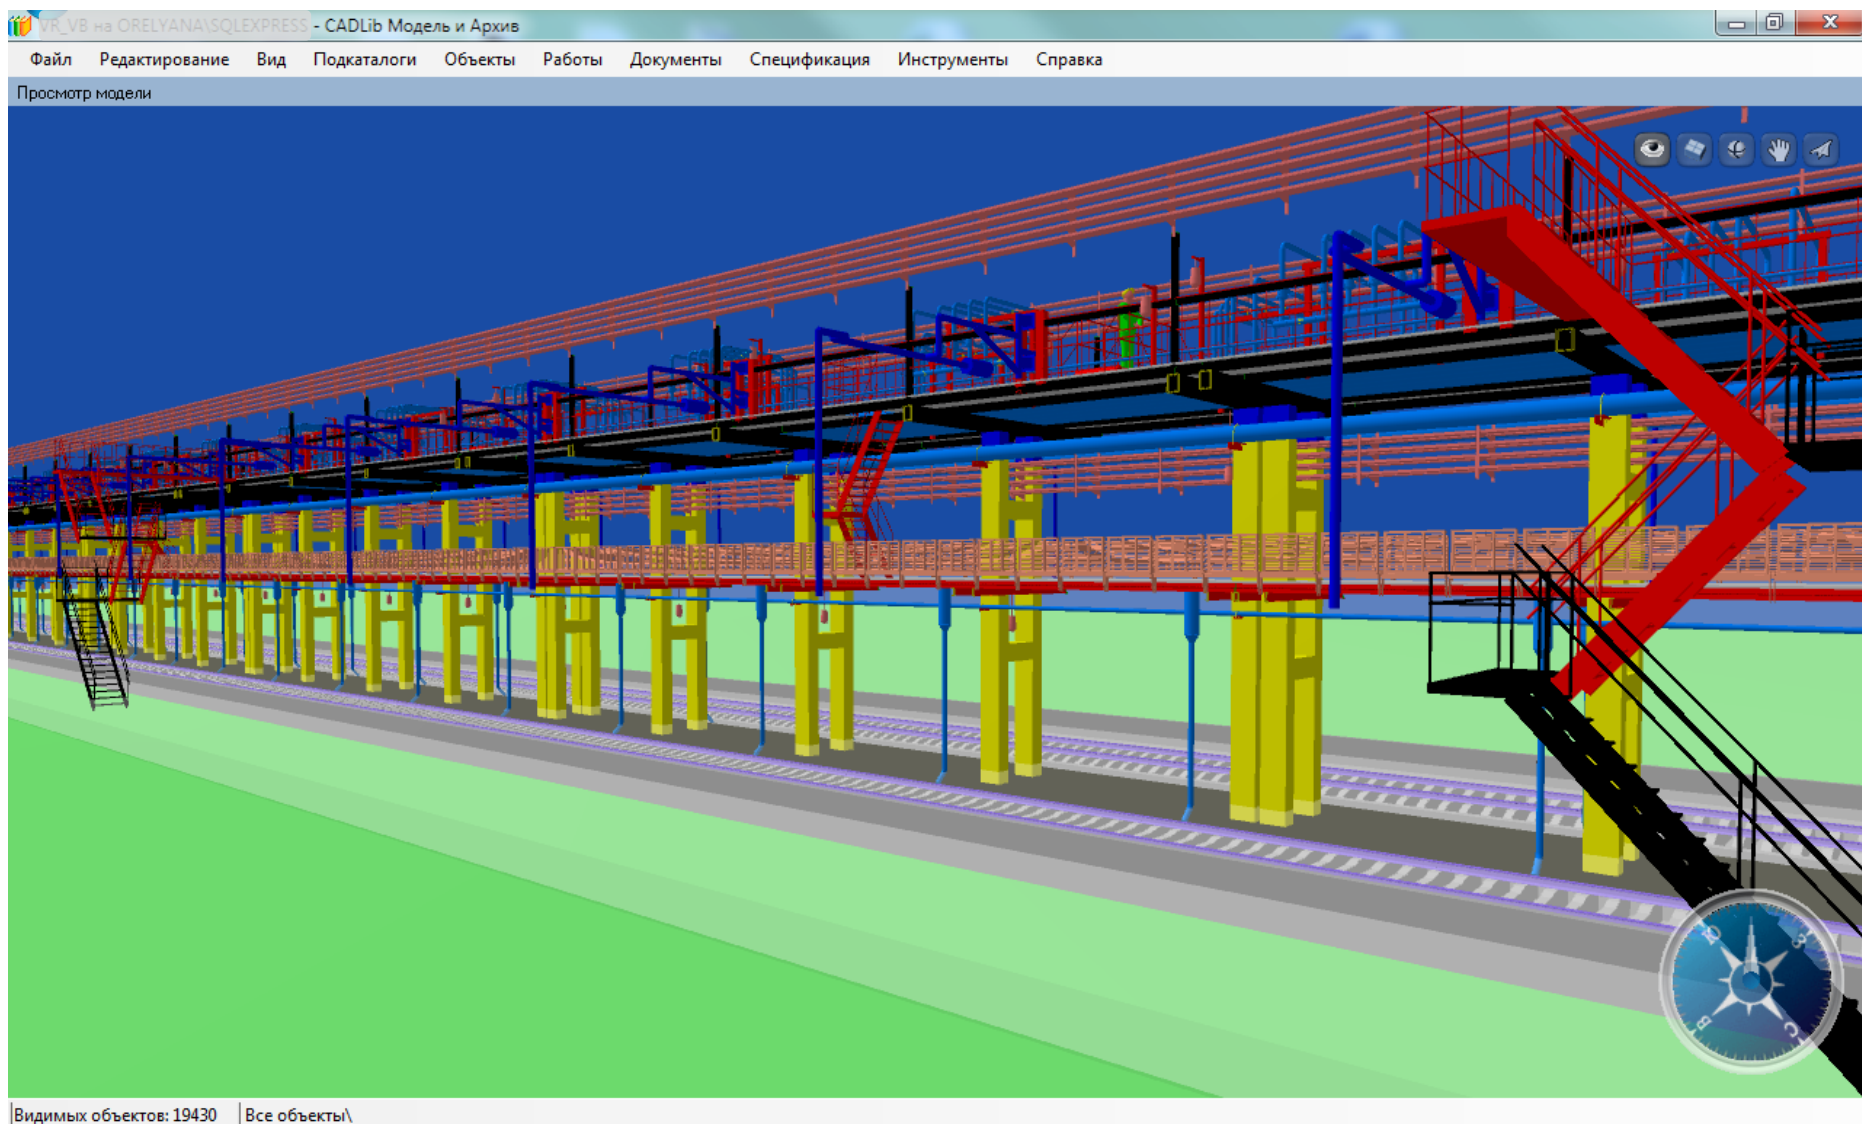 VR_VB на ORELYANA\SQLEXPRESS - CADLib Модель и Архив
Файл Редактирование Вид Подкаталоги Объекты Работы Документы Спецификация Инструменты Справка
Просмотр модели
Ю З
В С
Видимых объектов: 19430 Все объекты\